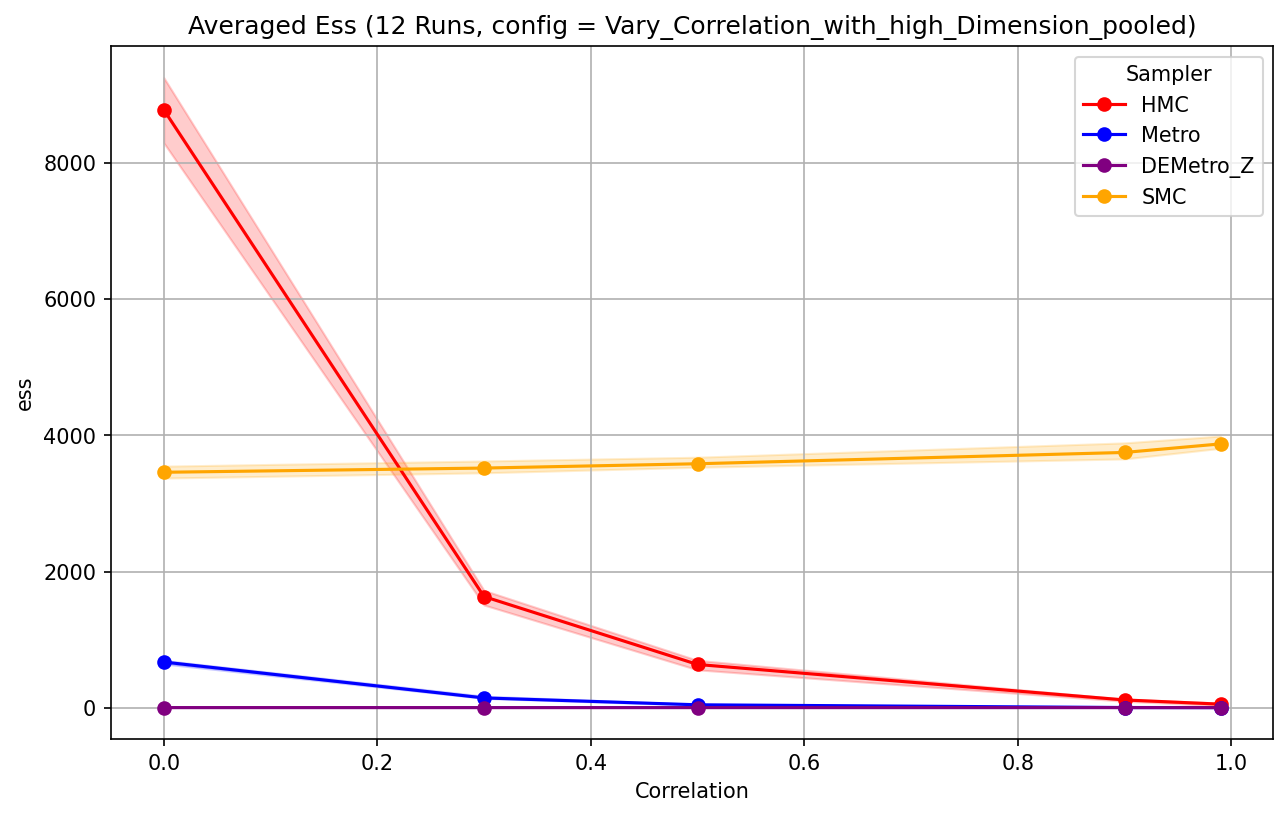 Averaged Ess (12 Runs, config = Vary_Correlation_with_high_Dimension_pooled)
Sampler
HMC
Metro
DEMetro_Z
SMC
ess
8000
6000
4000
2000
0
0.0 0.2 0.4 0.6 0.8 1.0
Correlation